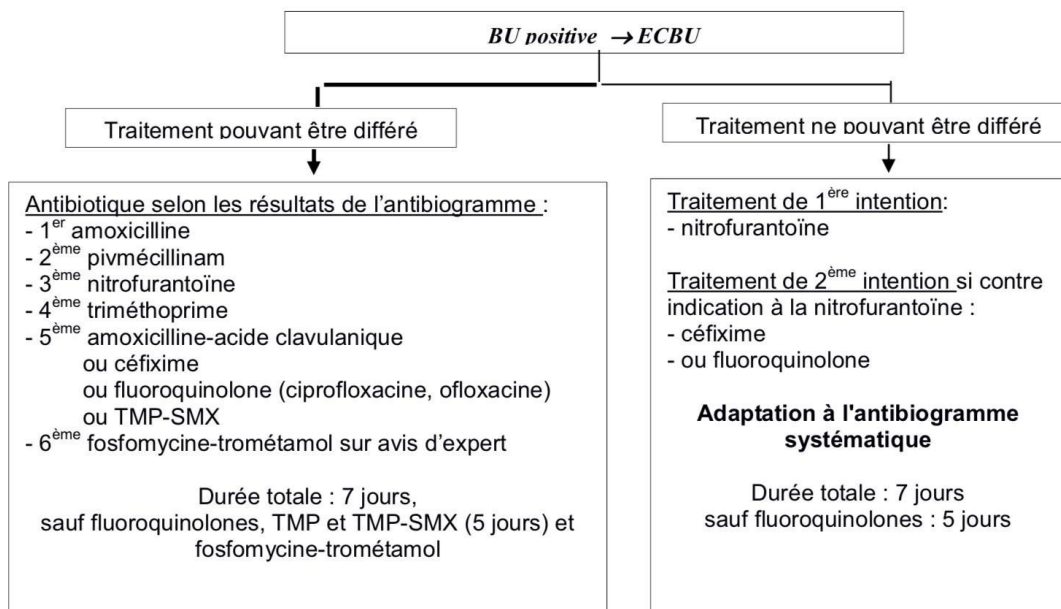 BU positive → ECBU
Traitement pouvant être différé
Traitement ne pouvant être différé
Antibiotique selon les résultats de l'antibiogramme :
- 1er amoxicilline
- 2ème pivmécillinam
- 3ème nitrofurantoïne
- 4ème triméthoprime
- 5ème amoxicilline-acide clavulanique
ou céfixime
ou fluoroquinolone (ciprofloxacine, ofloxacine)
ou TMP-SMX
- 6ème fosfomycine-trométamol sur avis d'expert
Durée totale : 7 jours,
sauf fluoroquinolones, TMP et TMP-SMX (5 jours) et
fosfomycine-trométamol
Traitement de 1ère intention:
- nitrofurantoïne
Traitement de 2ème intention si contre
indication à la nitrofurantoïne :
- céfixime
- ou fluoroquinolone
Adaptation à l'antibiogramme
systématique
Durée totale : 7 jours
sauf fluoroquinolones : 5 jours